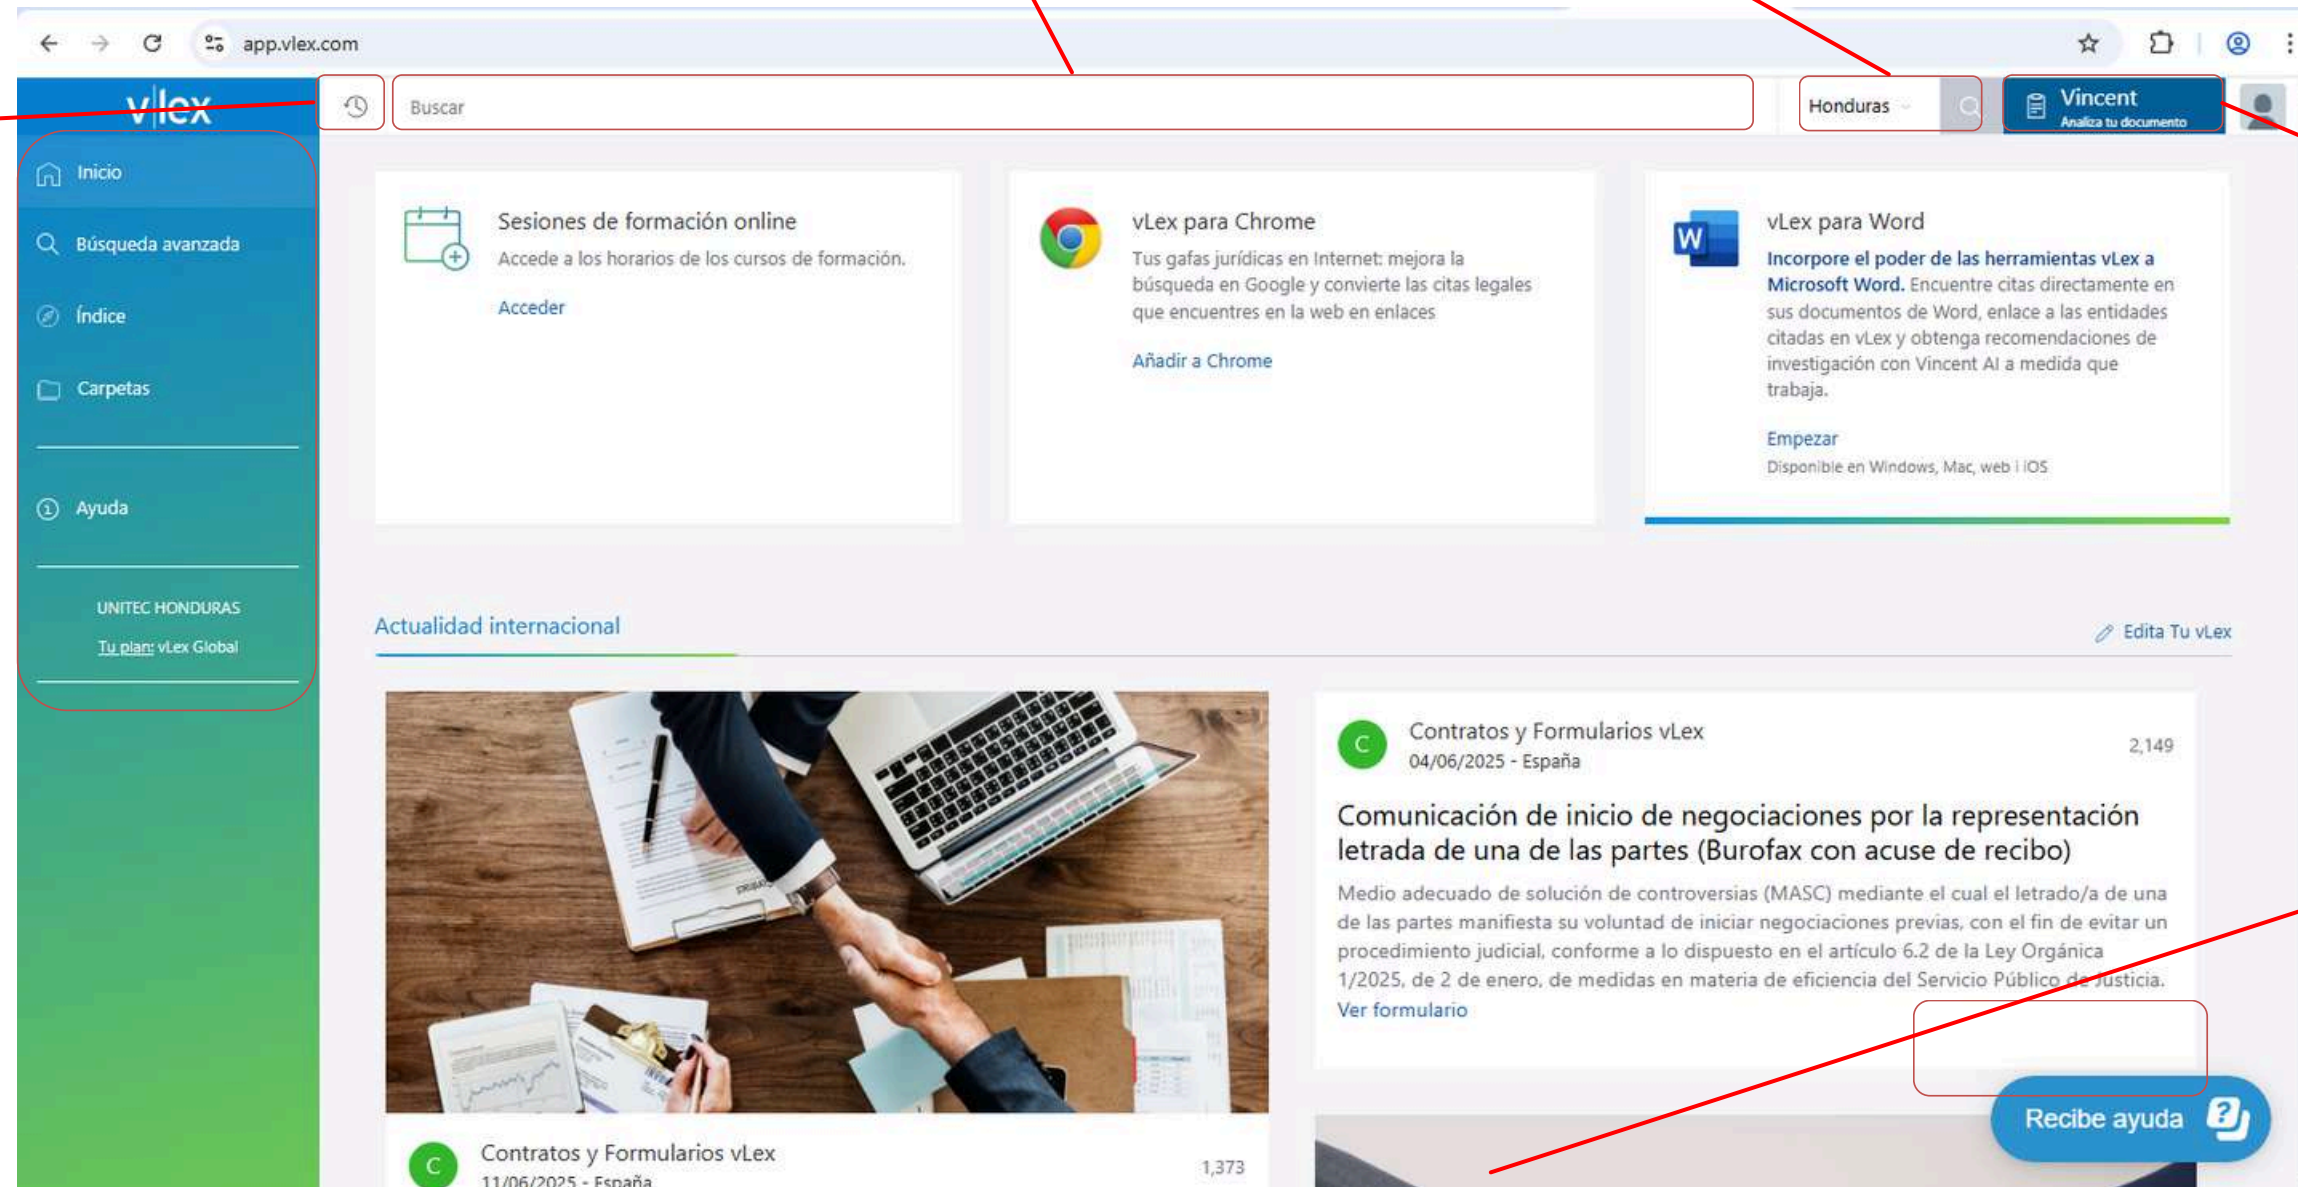 app.vlex.com
v|lex
Buscar
Honduras
Vincent
Analiza tu documento
Inicio
Búsqueda avanzada
Índice
Carpetas
Ayuda
UNITEC HONDURAS
Tu plan: vLex Global
Sesiones de formación online
Accede a los horarios de los cursos de formación.
Acceder
vLex para Chrome
Tus gafas jurídicas en Internet: mejora la
búsqueda en Google y convierte las citas legales
que encuentres en la web en enlaces
Añadir a Chrome
W
vLex para Word
Incorpore el poder de las herramientas vLex a
Microsoft Word. Encuentre citas directamente en
sus documentos de Word, enlace a las entidades
citadas en vLex y obtenga recomendaciones de
investigación con Vincent AI a medida que
trabaja.
Empezar
Disponible en Windows, Mac, web i iOS
Actualidad internacional
Edita Tu vLex
C
Contratos y Formularios vLex
04/06/2025 - España
2,149
Comunicación de inicio de negociaciones por la representación
letrada de una de las partes (Burofax con acuse de recibo)
Medio adecuado de solución de controversias (MASC) mediante el cual el letrado/a de una
de las partes manifiesta su voluntad de iniciar negociaciones previas, con el fin de evitar un
procedimiento judicial, conforme a lo dispuesto en el artículo 6.2 de la Ley Orgánica
1/2025, de 2 de enero, de medidas en materia de eficiencia del Servicio Público de Justicia.
Ver formulario
C
Contratos y Formularios vLex
11/06/2025 - España
1,373
Recibe ayuda